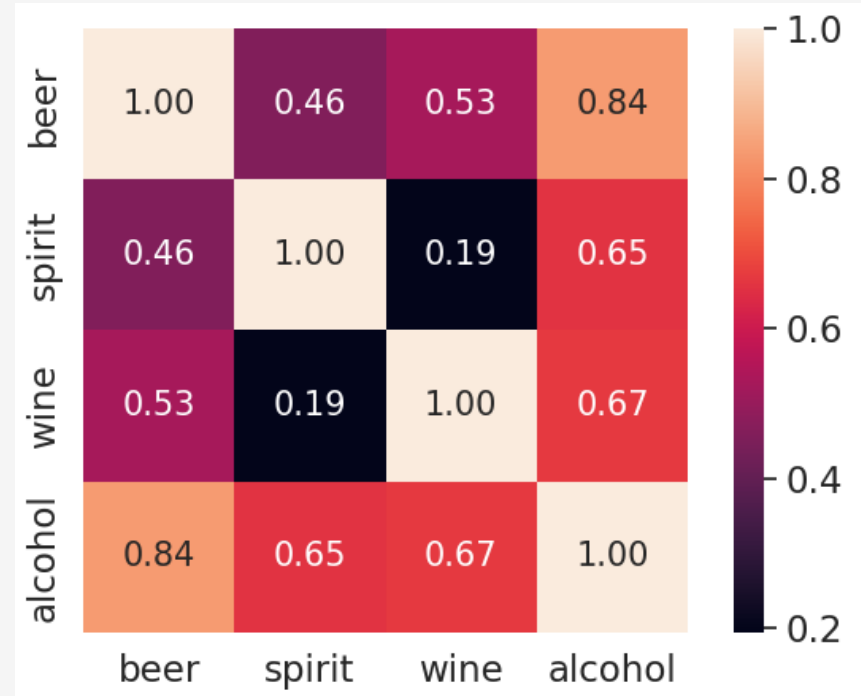 beer 1.00 0.46 0.53 0.84
spirit 0.46 1.00 0.19 0.65
wine 0.53 0.19 1.00 0.67
alcohol 0.84 0.65 0.67 1.00
beer spirit wine alcohol
1.0
0.8
0.6
0.4
0.2